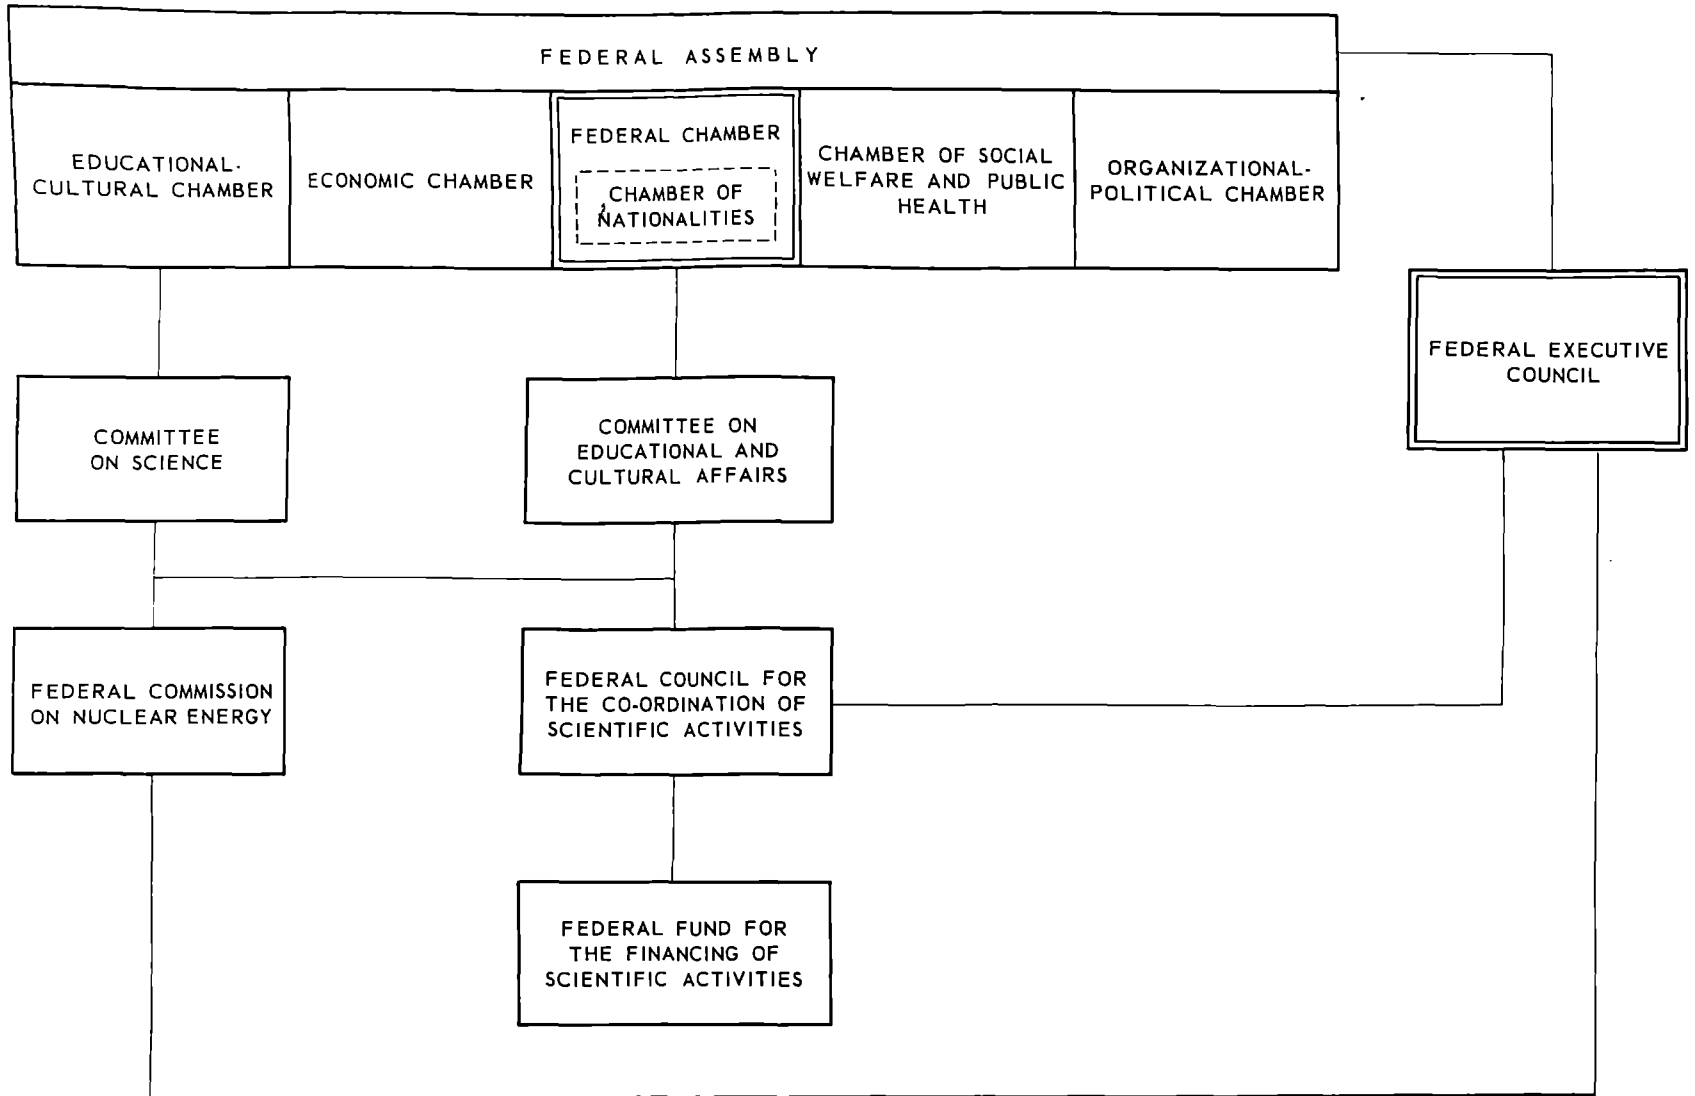 FEDERAL ASSEMBLY
EDUCATIONAL-
CULTURAL CHAMBER
ECONOMIC CHAMBER
FEDERAL CHAMBER
CHAMBER OF
NATIONALITIES
CHAMBER OF SOCIAL
WELFARE AND PUBLIC
HEALTH
ORGANIZATIONAL-
POLITICAL CHAMBER
FEDERAL EXECUTIVE
COUNCIL
COMMITTEE
ON SCIENCE
COMMITTEE ON
EDUCATIONAL AND
CULTURAL AFFAIRS
FEDERAL COMMISSION
ON NUCLEAR ENERGY
FEDERAL COUNCIL FOR
THE CO-ORDINATION OF
SCIENTIFIC ACTIVITIES
FEDERAL FUND FOR
THE FINANCING OF
SCIENTIFIC ACTIVITIES